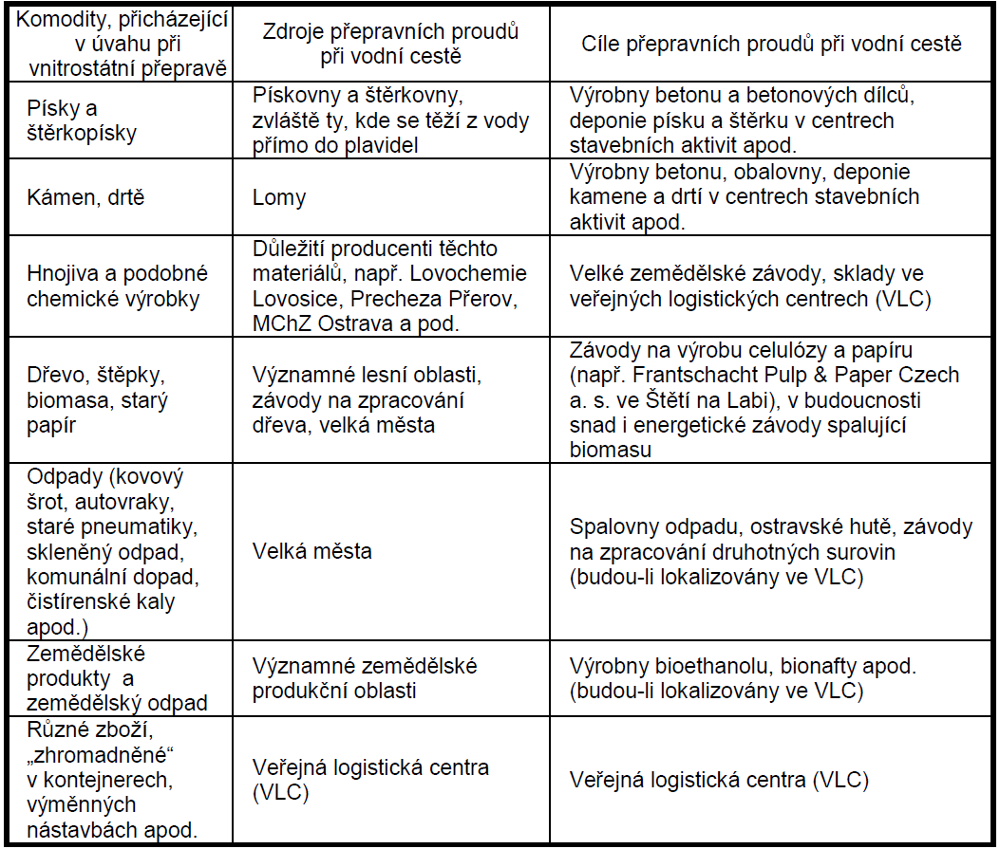 Komodity, přicházející
v úvahu při
vnitrostátní přepravě
Zdroje přepravních proudů
při vodní cestě
Cíle přepravních proudů při vodní cestě
Písky a
štěrkopísky
Pískovny a štěrkovny,
zvláště ty, kde se těží z vody
přímo do plavidel
Výrobny betonu a betonových dílců,
deponie písku a štěrku v centrech
stavebních aktivit apod.
Kámen, drtě
Lomy
Výrobny betonu, obalovny, deponie
kamene a drtí v centrech stavebních
aktivit apod.
Hnojiva a podobné
chemické výrobky
Důležití producenti těchto
materiálů, např. Lovochemie
Lovosice, Precheza Přerov,
MChZ Ostrava a pod.
Velké zemědělské závody, sklady ve
veřejných logistických centrech (VLC)
Dřevo, štěpky,
biomasa, starý
papír
Významné lesní oblasti,
závody na zpracování
dřeva, velká města
Závody na výrobu celulózy a papíru
(např. Frantschacht Pulp & Paper Czech
a. s. ve Štětí na Labi), v budoucnosti
snad i energetické závody spalující
biomasu
Odpady (kovový
šrot, autovraky,
staré pneumatiky,
skleněný odpad,
komunální dopad,
čistírenské kaly
apod.)
Velká města
Spalovny odpadu, ostravské hutě, závody
na zpracování druhotných surovin
(budou-li lokalizovány ve VLC)
Zemědělské
produkty a
zemědělský odpad
Významné zemědělské
produkční oblasti
Výrobny bioethanolu, bionafty apod.
(budou-li lokalizovány ve VLC)
Různé zboží,
„zhromadněné“
v kontejnerech,
výměnných
nástavbách apod.
Veřejná logistická centra
(VLC)
Veřejná logistická centra (VLC)